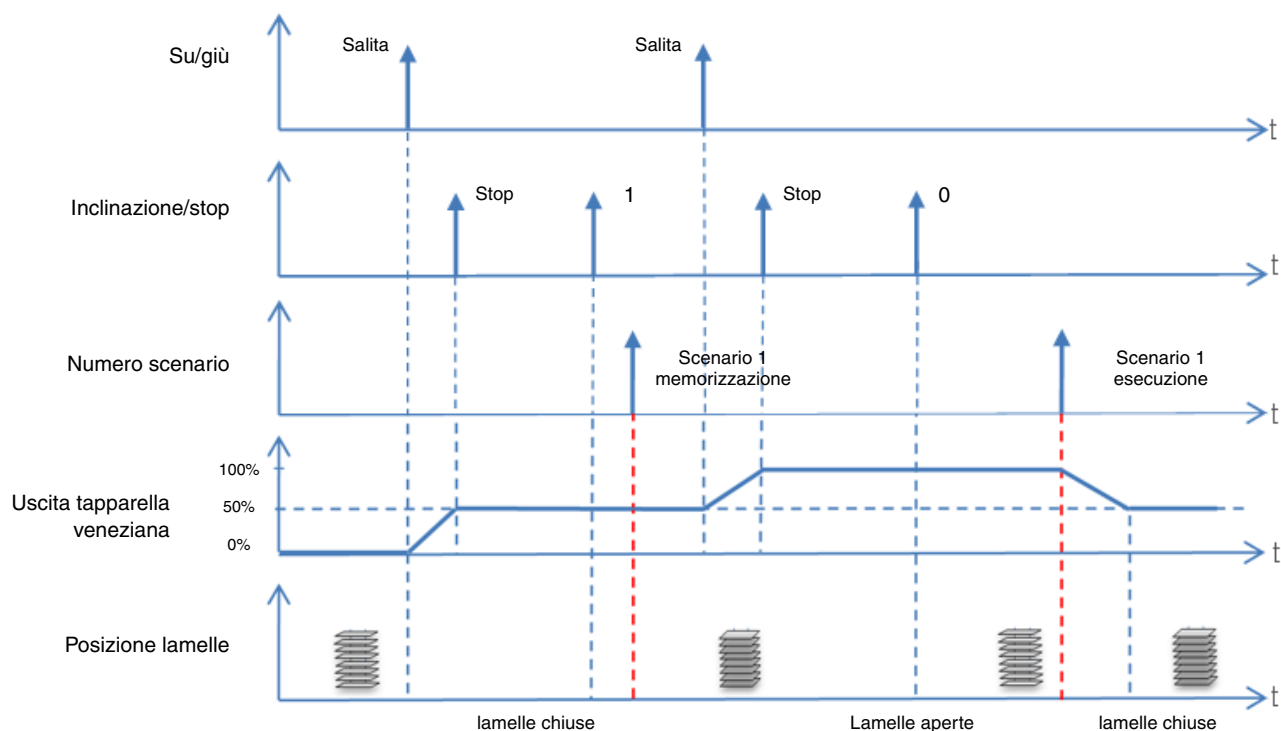 Su/giù
Salita
Salita
t
Inclinazione/stop
Stop
1
Stop
0
t
Numero scenario
Scenario 1
memorizzazione
Scenario 1
esecuzione
t
Uscita tapparella
veneziana
100%
50%
0%
t
Posizione lamelle
t
lamelle chiuse
Lamelle aperte
lamelle chiuse